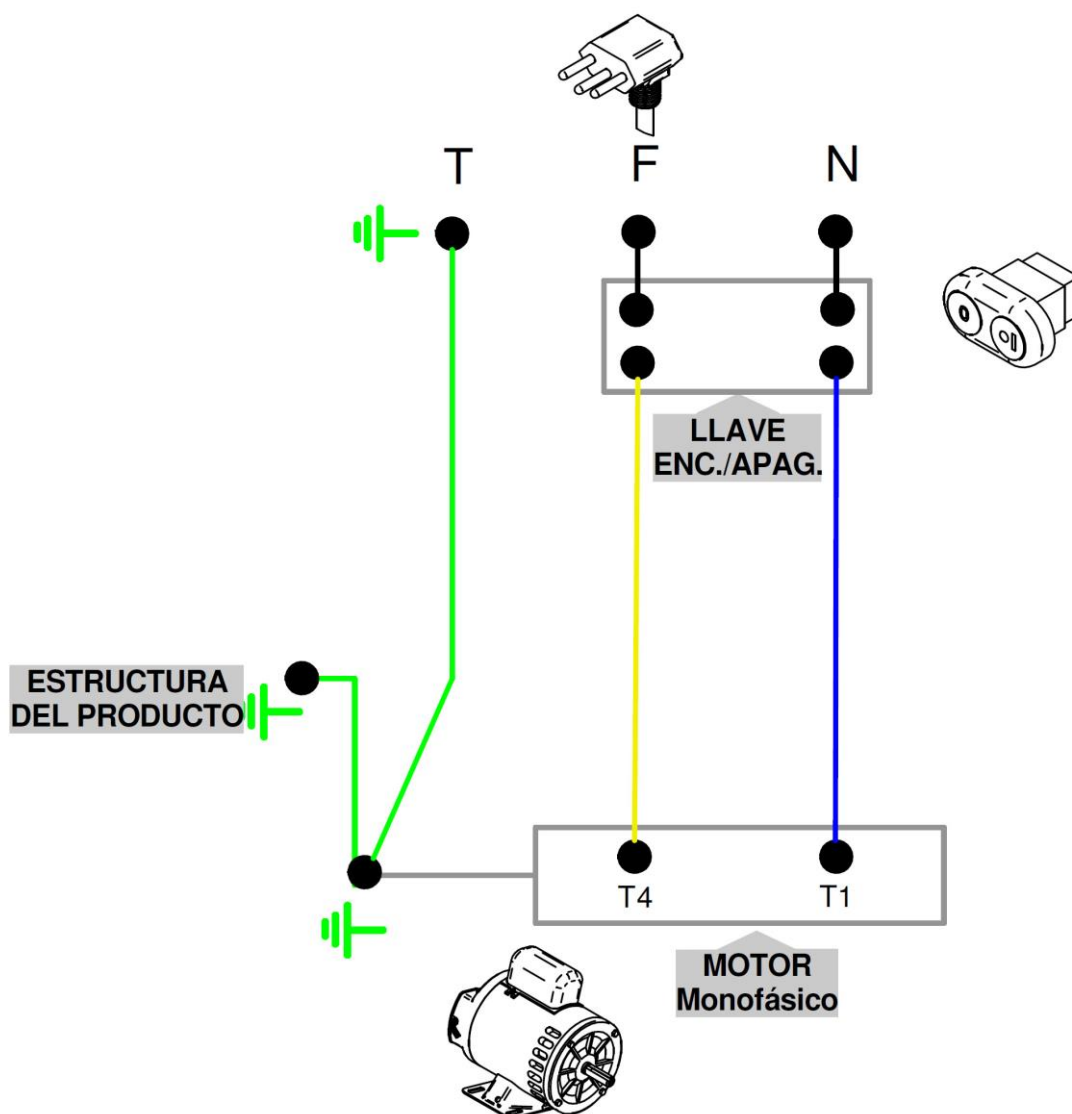 T F N
LLAVE
ENC./APAG.
ESTRUCTURA
DEL PRODUCTO
T4 T1
MOTOR
Monofásico